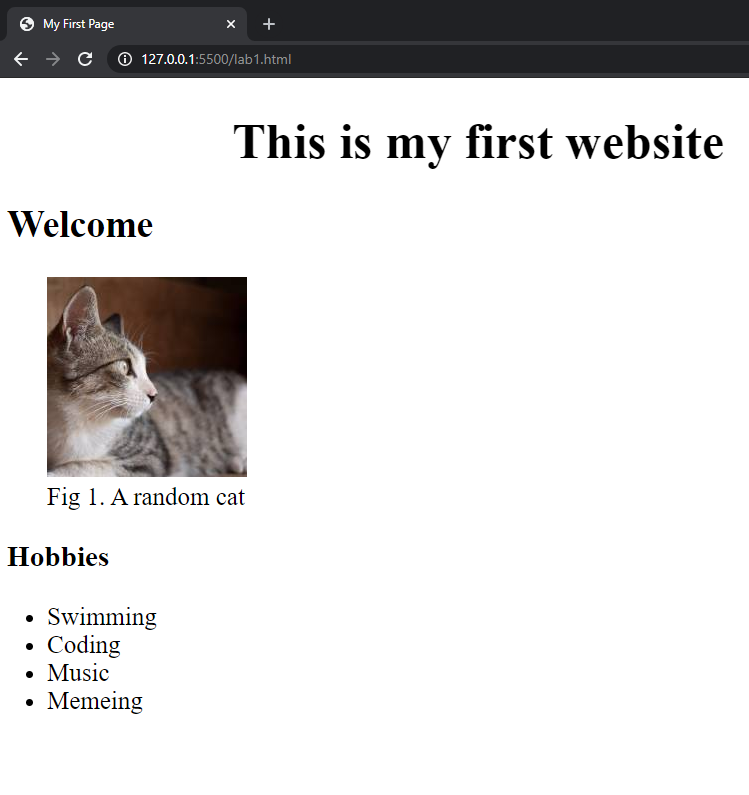 My First Page
127.0.0.1:5500/lab1.html
This is my first website
Welcome
Fig 1. A random cat
Hobbies
Swimming
Coding
Music
Memeing